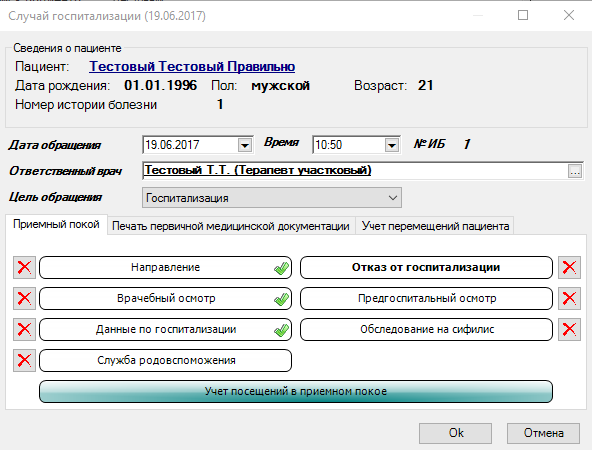 Случай госпитализации (19.06.2017)
Сведения о пациенте
Пациент: Тестовый Тестовый Правильно
Дата рождения: 01.01.1996 Пол: мужской Возраст: 21
Номер истории болезни 1
Дата обращения 19.06.2017 Время 10:50 № ИБ 1
Ответственный врач Тестовый Т.Т. (Терапевт участковый) ...
Цель обращения Госпитализация
Приемный покой Печать первичной медицинской документации Учет перемещений пациента
Направление Отказ от госпитализации
Врачебный осмотр Предгоспитальный осмотр
Данные по госпитализации Обследование на сифилис
Служба родовспоможения
Учет посещений в приемном покое
Ok Отмена